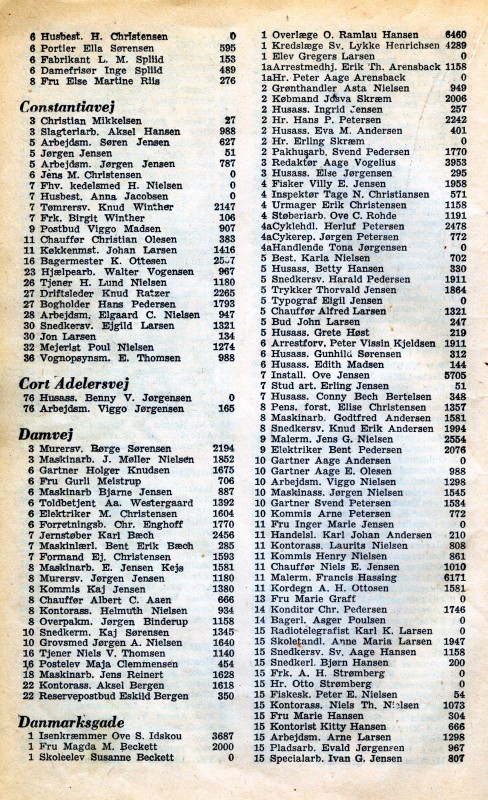 6 Husbest. H. Christensen 0
6 Portier Ella Sørensen 595
6 Fabrikant L. M. Spliid 153
6 Damefrisør Inge Spliid 489
8 Fru Else Martine Riis 276
Constantiavej
3 Christian Mikkelsen 27
3 Slagteriarb. Aksel Hansen 988
5 Arbejdsm. Søren Jensen 627
5 Jørgen Jensen 51
5 Arbejdsm. Jørgen Jensen 787
6 Jens M. Christensen 0
7 Fhv. kedelsmed H. Nielsen 0
7 Husbest. Anna Jacobsen 0
7 Tømrersv. Knud Winther 2147
7 Frk. Birgit Winther 106
9 Postbud Viggo Madsen 907
11 Chauffør Christian Olesen 383
11 Køkkenmst. Johan Larsen 1416
16 Bagermester K. Ottesen
23 Hjælpearb. Walter Vogensen 967
26 Tjener H. Lund Nielsen 1180
27 Driftsleder Knud Ratzer 2265
27 Bogholder Hans Pedersen 1793
28 Arbejdsm. Elgaard C. Nielsen 947
30 Snedkersv. Ejgild Larsen 1321
30 Jon Larsen 134
32 Mejerist Poul Nielsen 1274
36 Vognopsynsm. E. Thomsen 988
Cort Adelersvej
76 Husass. Benny V. Jørgensen 0
76 Arbejdsm. Viggo Jørgensen 165
Damvej
3 Murersv. Børge Sørensen 2194
3 Maskinarb. J. Møller Nielsen 1852
6 Gartner Holger Knudsen 1675
6 Fru Gurli Meistrup 706
6 Maskinarb Bjarne Jensen 887
6 Toldbetjent Aa. Westergaard 1392
6 Elektriker M. Christensen 1604
6 Forretningsb. Chr. Enghoff 1770
7 Jernstøber Karl Bæch 2456
7 Maskinlærl. Bent Erik Bæch 285
7 Formand Ej. Christensen 1593
8 Maskinarb. E. Jensen Kejs 1581
8 Murersv. Jørgen Jensen 1180
8 Kommis Kaj Jensen 1380
8 Chauffør Albert C. Aaen 666
8 Kontorass. Helmuth Nielsen 934
8 Overpakm. Jørgen Binderup 1158
10 Snedkerm. Kaj Sørensen 1345
10 Grovsmed Jørgen A. Nielsen 1640
16 Tjener Niels V. Thomsen 1140
16 Postelev Maja Clemmensen 454
18 Maskinarb. Jens Reinert 1628
22 Kontorass. Aksel Bergen 1618
22 Reservepostbud Eskild Bergen 350
Danmarksgade
1 Isenkræmmer Ove S. Idskou 3687
1 Fru Magda M. Beckett 2000
1 Skoleelev Susanne Beckett 0
1 Overlæge O. Ramlau Hansen 6460
1 Kredslæge Sv. Lykke Henrichsen 4289
1 Elev Gregers Larsen 0
1a Arrestmedhj. Erik Th. Arensback 1158
1a Hr. Peter Aage Arensback 0
2 Grønthandler Asta Nielsen 949
2 Købmand Josva Skræm 2006
2 Husass. Ingrid Jensen 257
2 Hr. Hans P. Petersen 2242
2 Husass. Eva M. Andersen 401
2 Hr. Erling Skræm 0
2 Pakhusarb. Svend Pedersen 1770
3 Redaktør Aage Vogelius 3953
3 Husass. Else Jørgensen 295
4 Fisker Villy E. Jensen 1958
4 Inspektør Tage N. Christiansen 571
4 Urmager Erik Christensen 1158
4 Støberiarb. Ove C. Rohde 1191
4a Cyklehdl. Herluf Petersen 2478
4a Cykerep. Jørgen Petersen 772
4a Handlende Tona Jørgensen 0
5 Best. Karla Nielsen 702
5 Husass. Betty Hansen 330
5 Snedkersv. Harald Pedersen 1911
5 Trykker Thorvald Jensen 1864
5 Typograf Eigil Jensen 0
5 Chauffør Alfred Larsen 1321
5 Bud John Larsen 247
5 Husass. Grete Høst 219
6 Arrestforv. Peter Vissin Kjeldsen 1911
6 Husass. Gunhild Sørensen 312
6 Husass. Edith Madsen 144
7 Install. Ove Jensen 5705
7 Stud art. Erling Jensen 51
7 Husass. Conny Bech Bertelsen 348
8 Pens. forst. Elise Christensen 1357
8 Maskinarb. Godtfred Andersen 1581
8 Snedkersv. Knud Erik Andersen 1994
9 Malerm. Jens G. Nielsen 2554
9 Elektriker Bent Pedersen 2076
10 Gartner Aage Andersen 0
10 Gartner Aage E. Olesen 988
10 Arbejdsm. Viggo Nielsen 1298
10 Maskinass. Jørgen Nielsen 1545
10 Gartner Svend Petersen 1534
10 Kommis Arne Petersen 772
11 Fru Inger Marie Jensen 0
11 Handelsl. Karl Johan Andersen 210
11 Kontorass. Laurits Nielsen 808
11 Kommis Henry Nielsen 861
11 Chauffør Niels E. Jensen 1010
11 Malerm. Francis Hassing 6171
11 Kordegn A. H. Ottosen 1581
13 Fru Marie Graff 0
14 Konditor Chr. Pedersen 1746
14 Bagerl. Asger Poulsen 0
15 Radiotelegrafist Karl K. Larsen 0
15 Skoletandl. Anne Maria Larsen 1947
15 Snedkersv. Sv. Aage Hansen 1158
15 Snedkerl. Bjørn Hansen 200
15 Frk. A. H. Strømberg 0
15 Hr. Otto Strømberg 0
15 Fiskesk. Peter E. Nielsen 54
15 Kontorass. Niels Th. Nielsen 1073
15 Fru Marie Hansen 304
15 Kontorist Kitty Hansen 666
15 Arbejdsm. Arne Larsen 1298
15 Pladsarb. Evald Jørgensen 967
15 Specialarb. Ivan G. Jensen 807